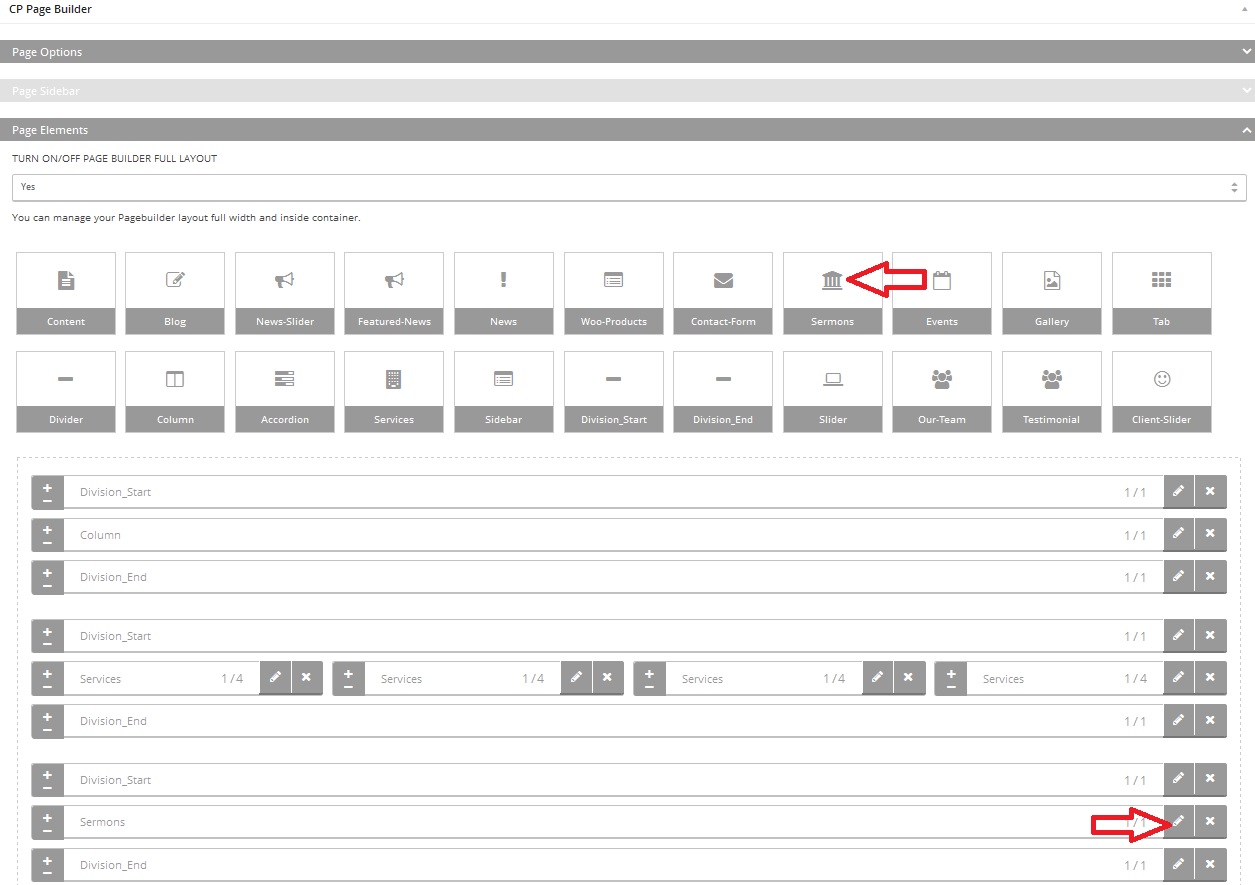 CP Page Builder
Page Options
Page Sidebar
Page Elements
TURN ON/OFF PAGE BUILDER FULL LAYOUT
Yes
You can manage your Pagebuilder layout full width and inside container.
Content Blog News-Slider Featured-News News Woo-Products Contact-Form Sermons Events Gallery Tab
Divider Column Accordion Services Sidebar Division_Start Division_End Slider Our-Team Testimonial Client-Slider
Division_Start 1 / 1
Column 1 / 1
Division_End 1 / 1
Division_Start 1 / 1
Services 1 / 4 Services 1 / 4 Services 1 / 4 Services 1 / 4
Division_End 1 / 1
Division_Start 1 / 1
Sermons 1 / 1
Division_End 1 / 1